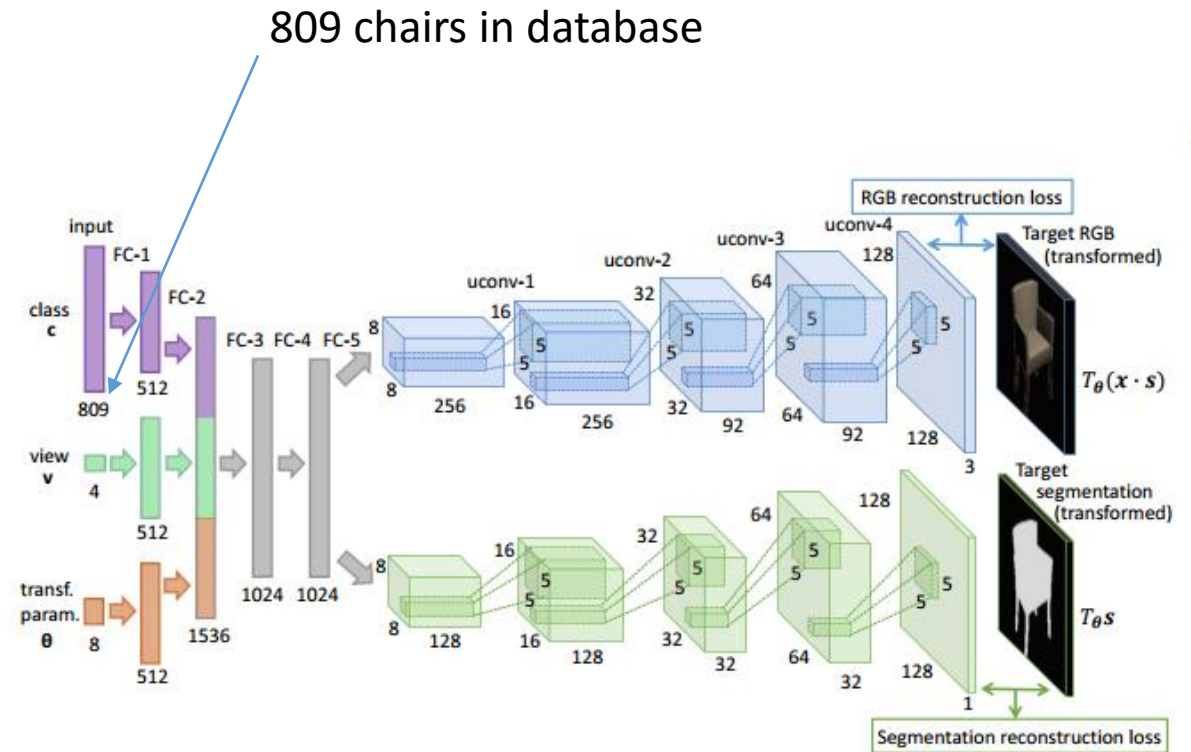 809 chairs in database
RGB reconstruction loss
input
FC-1
FC-2
FC-3
FC-4
FC-5
uconv-1
uconv-2
uconv-3
uconv-4
Target RGB
(transformed)
class
c
809
512
view
v
4
512
transf.
param.
θ
8
512
1536
1024
1024
8
8
256
16
5
5
16
256
32
5
5
32
92
64
5
5
64
92
128
5
5
128
3
Tθ(x · s)
8
8
128
16
5
5
16
128
32
5
5
32
32
64
5
5
64
32
128
5
5
128
1
Target
segmentation
(transformed)
Tθs
Segmentation reconstruction loss